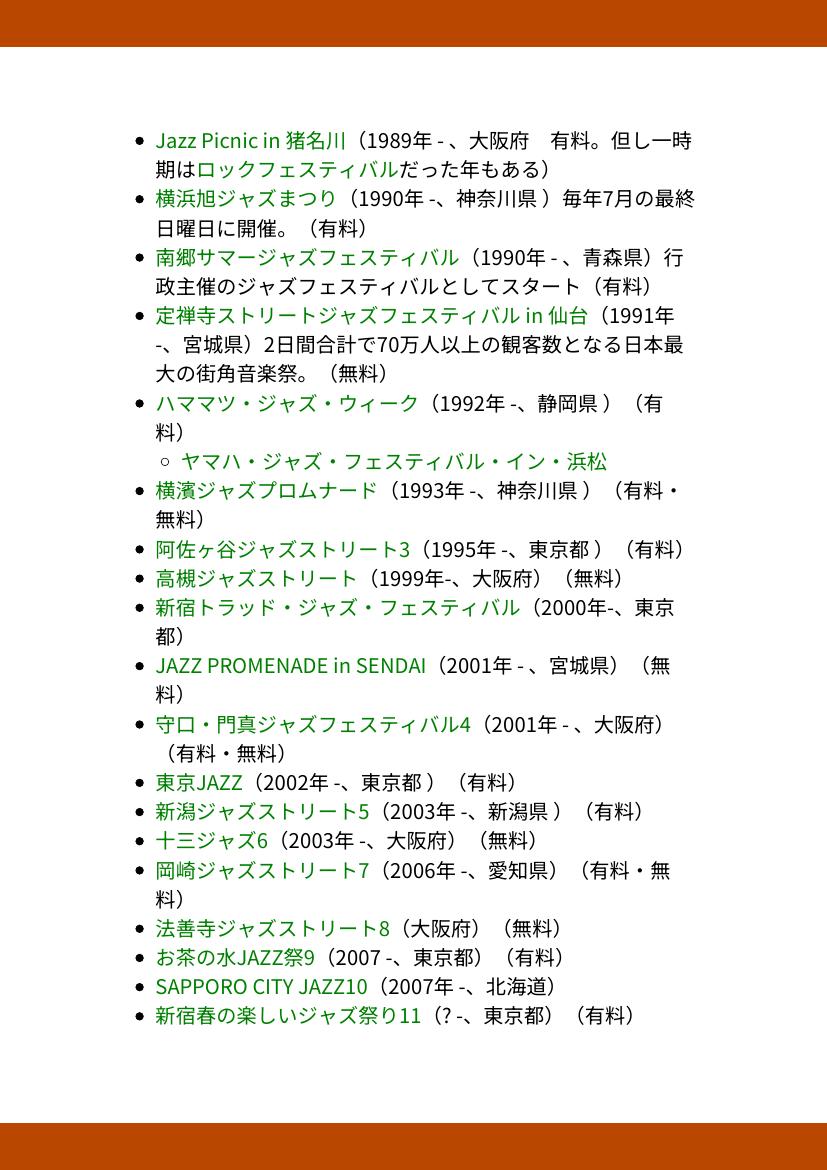 • Jazz Picnic in 猪名川（1989年 - 、大阪府　有料。但し一時
期はロックフェスティバルだった年もある）
• 横浜旭ジャズまつり（1990年 -、神奈川県 ）毎年7月の最終
日曜日に開催。（有料）
• 南郷サマージャズフェスティバル（1990年 - 、青森県）行
政主催のジャズフェスティバルとしてスタート（有料）
• 定禅寺ストリートジャズフェスティバル in 仙台（1991年
-、宮城県）2日間合計で70万人以上の観客数となる日本最
大の街角音楽祭。（無料）
• ハママツ・ジャズ・ウィーク（1992年 -、静岡県 ）（有
料）
○ ヤマハ・ジャズ・フェスティバル・イン・浜松
• 横濱ジャズプロムナード（1993年 -、神奈川県 ）（有料・
無料）
• 阿佐ヶ谷ジャズストリート3（1995年 -、東京都 ）（有料）
• 高槻ジャズストリート（1999年-、大阪府）（無料）
• 新宿トラッド・ジャズ・フェスティバル（2000年-、東京
都）
• JAZZ PROMENADE in SENDAI（2001年 - 、宮城県）（無
料）
• 守口・門真ジャズフェスティバル4（2001年 - 、大阪府）
（有料・無料）
• 東京JAZZ（2002年 -、東京都 ）（有料）
• 新潟ジャズストリート5（2003年 -、新潟県 ）（有料）
• 十三ジャズ6（2003年 -、大阪府）（無料）
• 岡崎ジャズストリート7（2006年 -、愛知県）（有料・無
料）
• 法善寺ジャズストリート8（大阪府）（無料）
• お茶の水JAZZ祭9（2007 -、東京都）（有料）
• SAPPORO CITY JAZZ10（2007年 -、北海道）
• 新宿春の楽しいジャズ祭り11（? -、東京都）（有料）